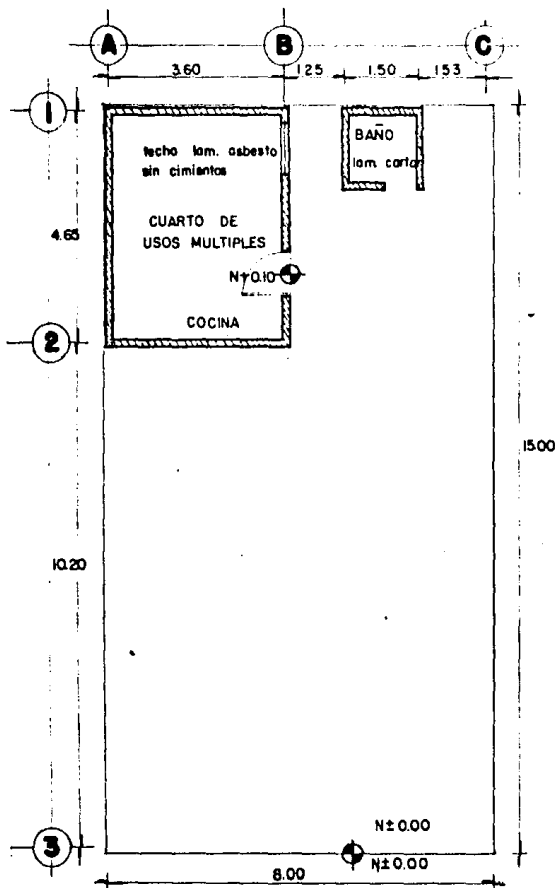 A B C
3.60 1.25 1.50 1.53
1
techo lam. asbesto
sin cimientos
BAÑO
lam. carton
4.65
CUARTO DE
USOS MULTIPLES
N+0.10
COCINA
2
15.00
10.20
3
N±0.00
N±0.00
8.00